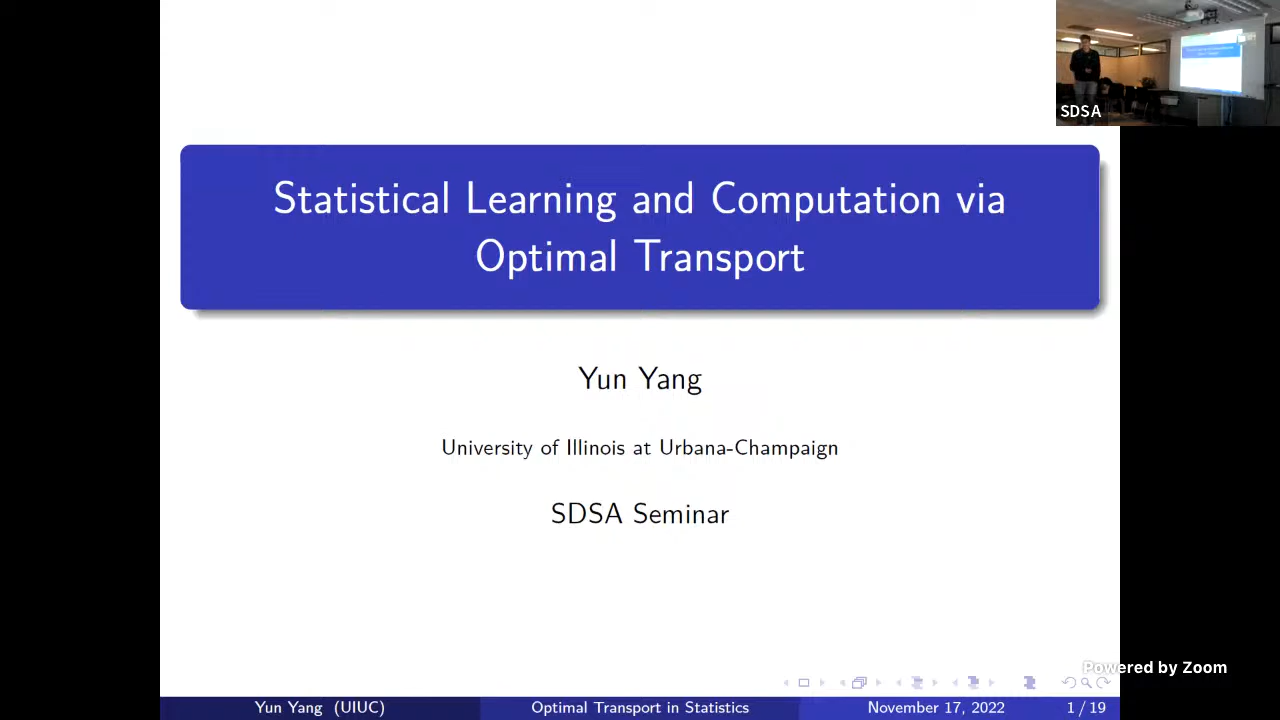 SDSA
Statistical Learning and Computation via
Optimal Transport
Yun Yang
University of Illinois at Urbana-Champaign
SDSA Seminar
Powered by Zoom
Yun Yang (UIUC)
Optimal Transport in Statistics
November 17, 2022
1 / 19